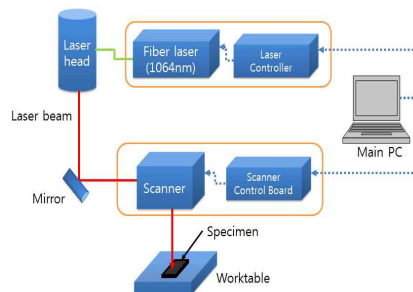 Laser
head
Fiber laser
(1064nm)
Laser
Controller
Laser beam
Main PC
Mirror
Scanner
Scanner
Control Board
Specimen
Worktable